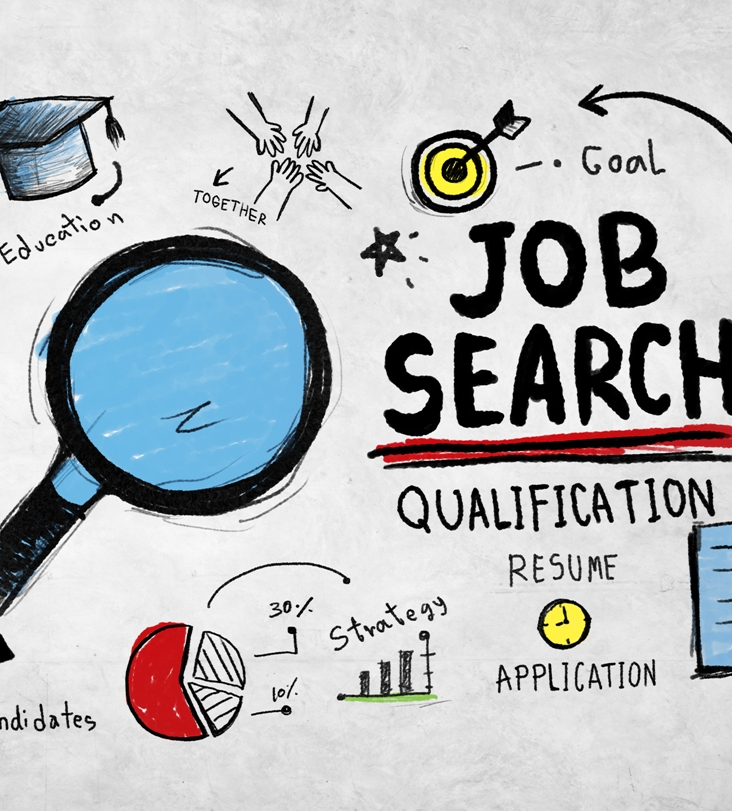 Education
TOGETHER
Goal
JOB
SEARCH
QUALIFICATION
RESUME
APPLICATION
30%
10%
Strategy
ndidates